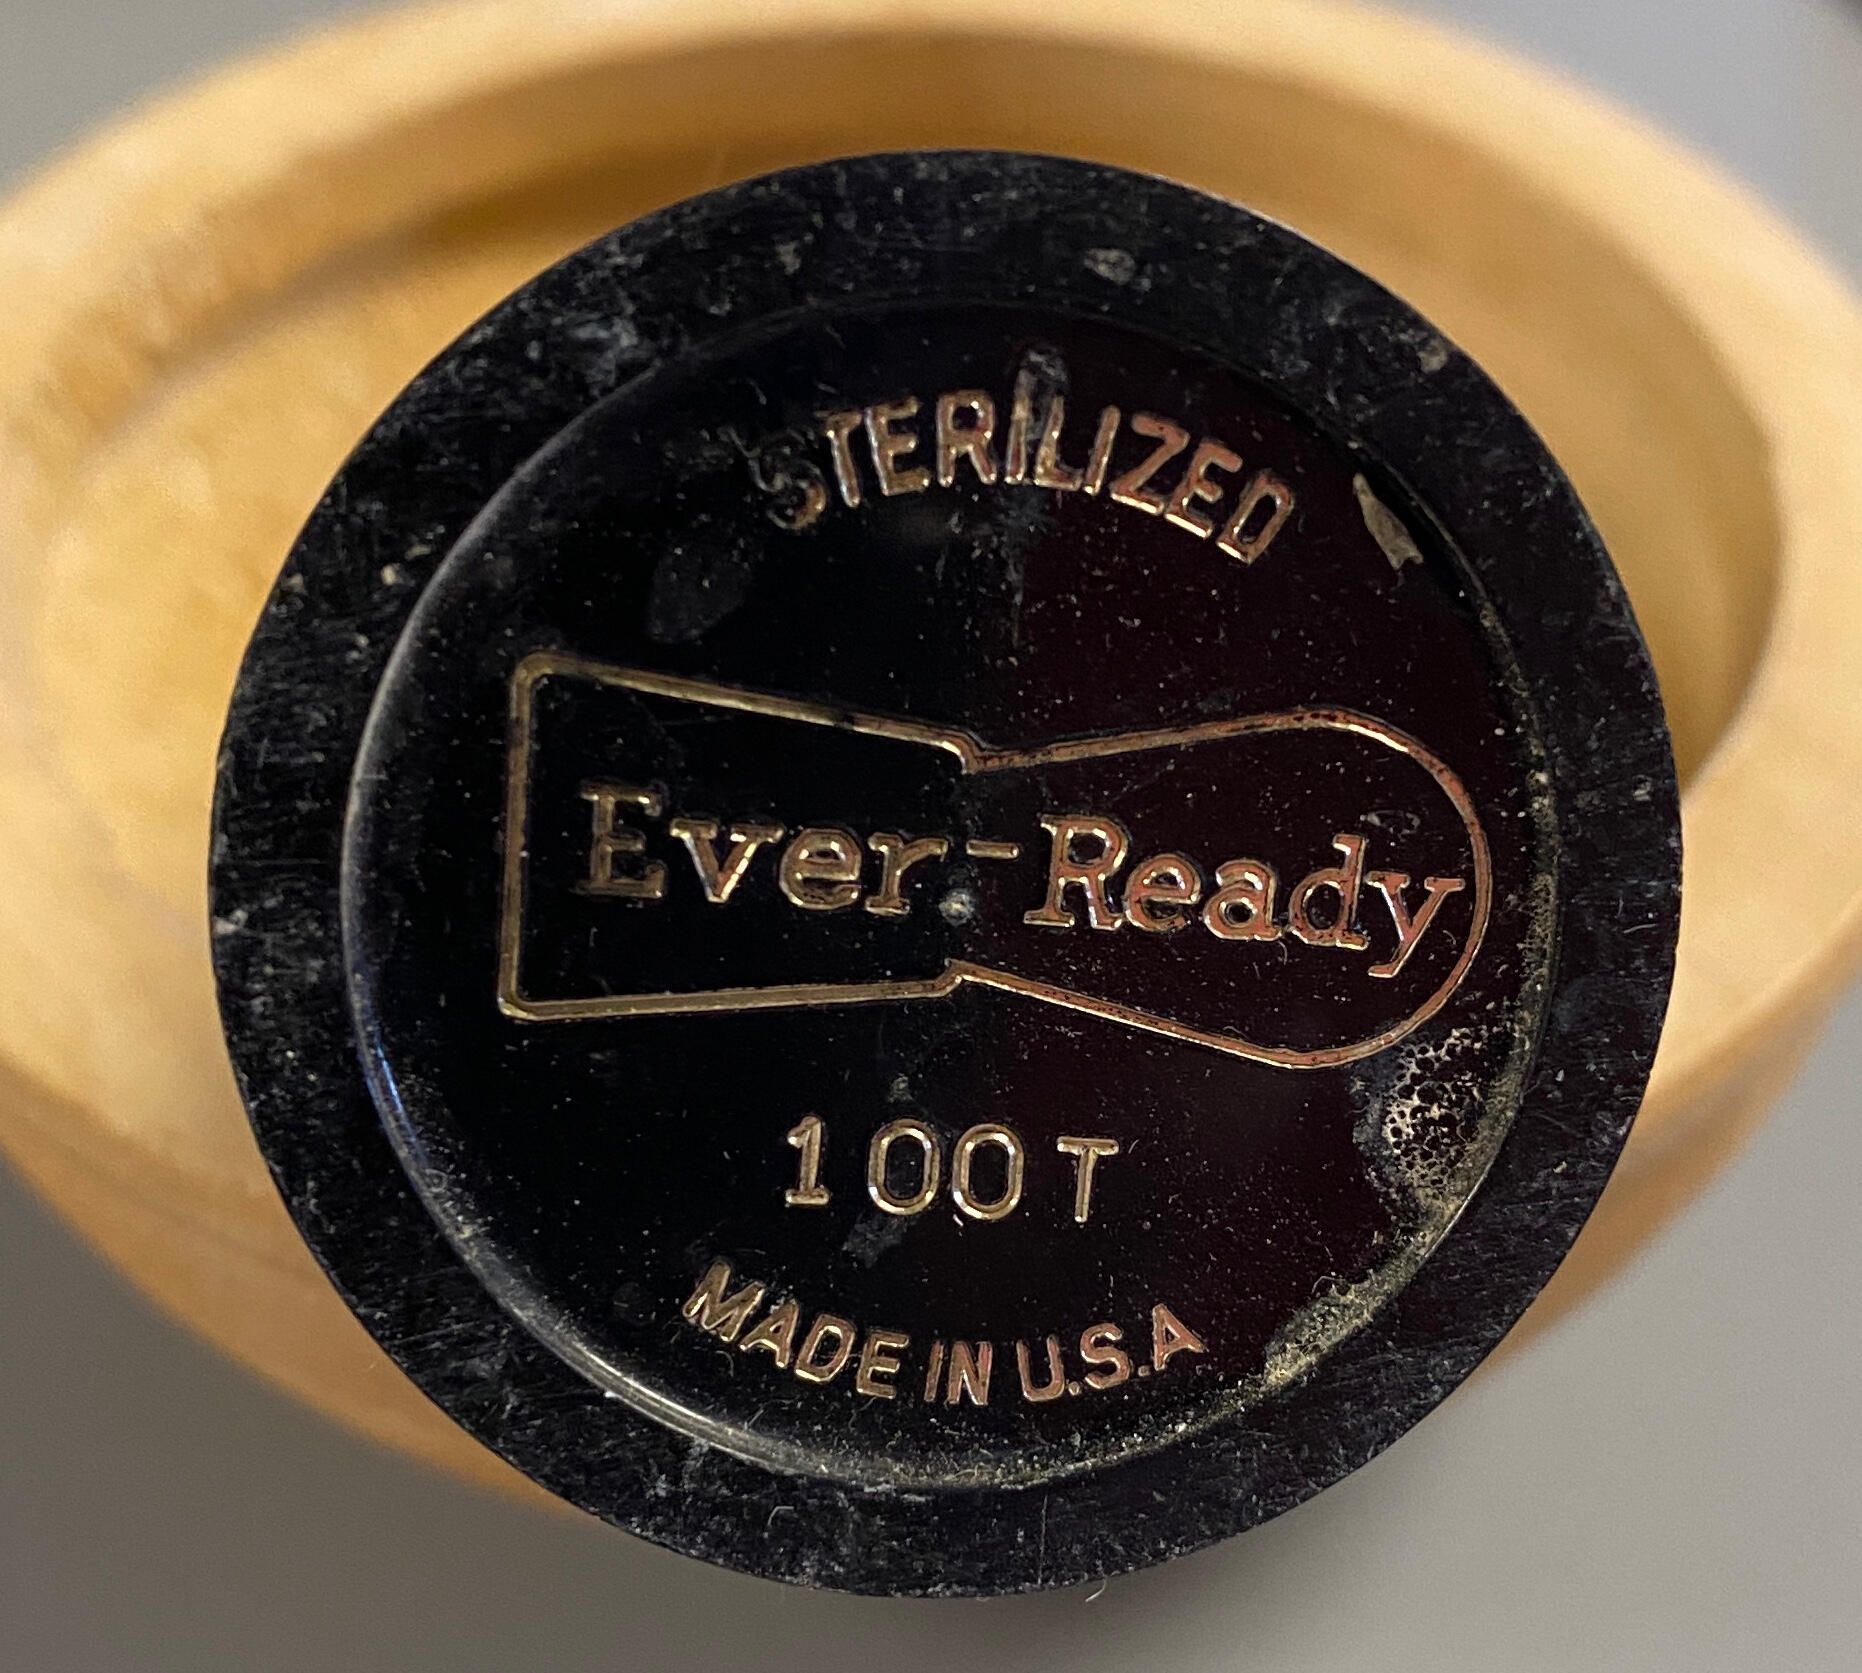 STERILIZED
Ever-Ready
100T
MADE IN U.S.A